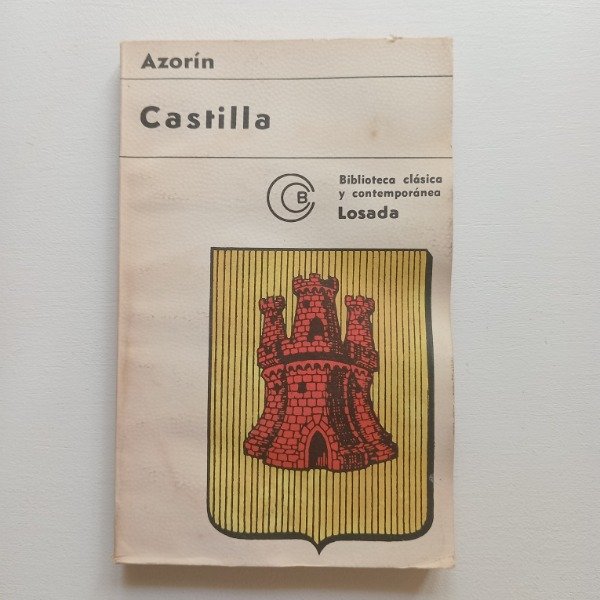 Azorín
Castilla
B
Biblioteca clásica
y contemporánea
Losada